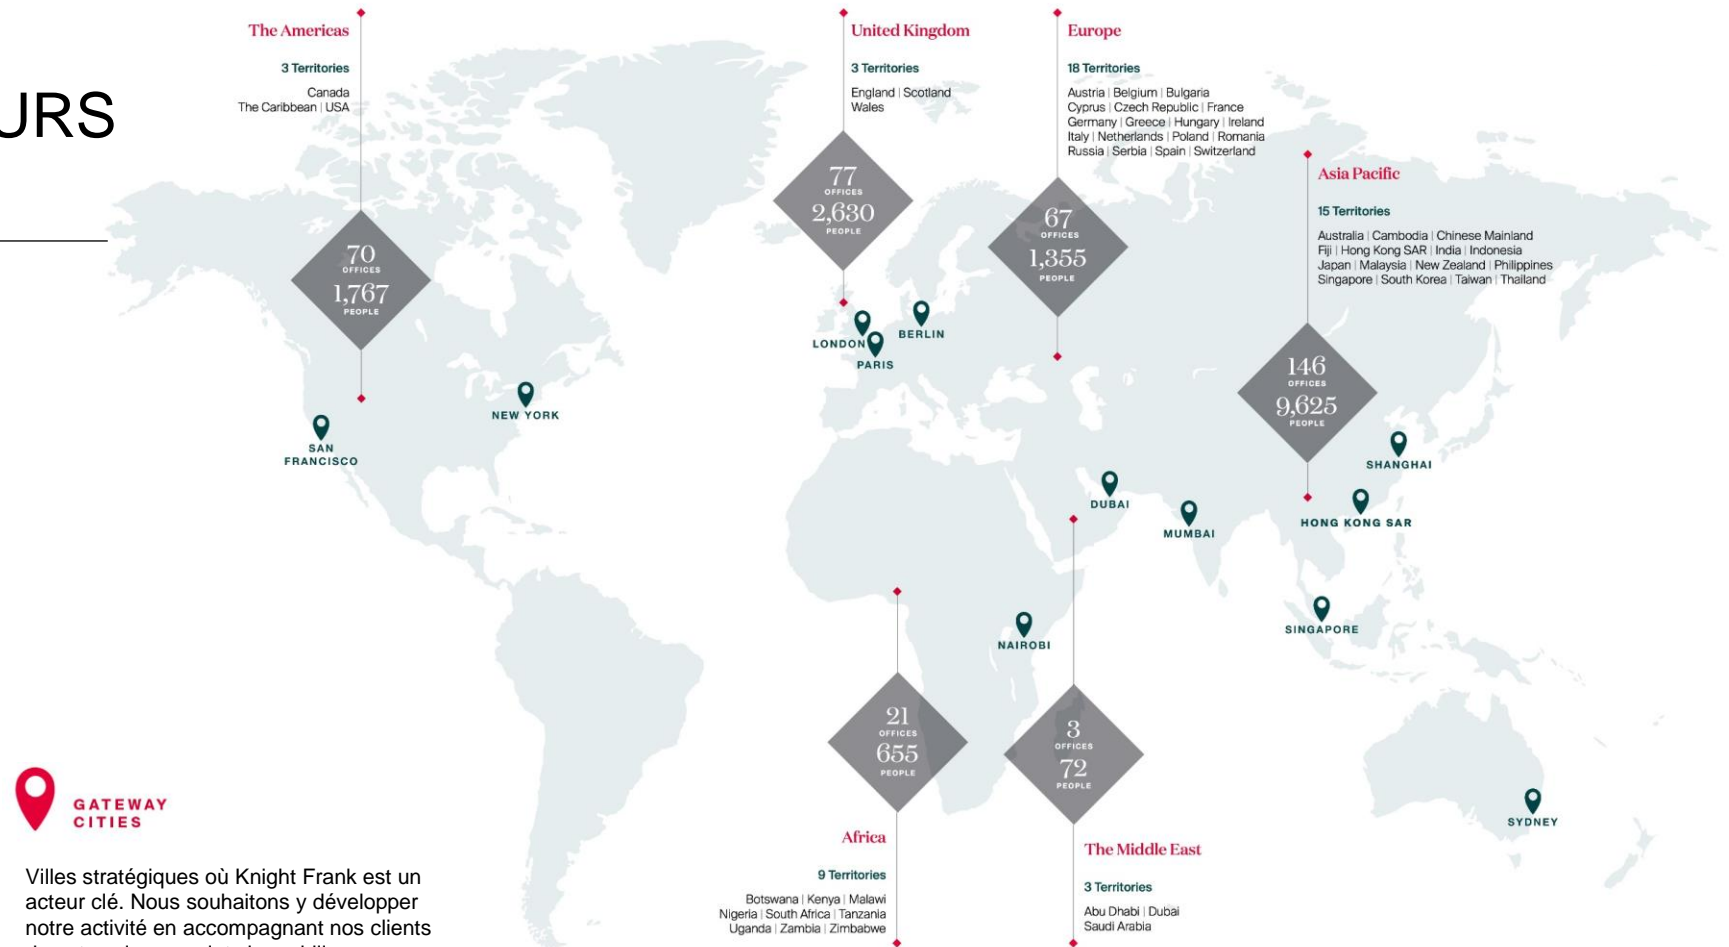 URS
The Americas
3 Territories
Canada
The Caribbean | USA
70
OFFICES
1,767
PEOPLE
United Kingdom
3 Territories
England | Scotland
Wales
77
OFFICES
2,630
PEOPLE
Europe
18 Territories
Austria | Belgium | Bulgaria
Cyprus | Czech Republic | France
Germany | Greece | Hungary | Ireland
Italy | Netherlands | Poland | Romania
Russia | Serbia | Spain | Switzerland
67
OFFICES
1,355
PEOPLE
Asia Pacific
15 Territories
Australia | Cambodia | Chinese Mainland
Fiji | Hong Kong SAR | India | Indonesia
Japan | Malaysia | New Zealand | Philippines
Singapore | South Korea | Taiwan | Thailand
146
OFFICES
9,625
PEOPLE
LONDON
PARIS
BERLIN
NEW YORK
SAN
FRANCISCO
DUBAI
MUMBAI
SHANGHAI
HONG KONG SAR
SINGAPORE
NAIROBI
SYDNEY
21
OFFICES
655
PEOPLE
Africa
9 Territories
Botswana | Kenya | Malawi
Nigeria | South Africa | Tanzania
Uganda | Zambia | Zimbabwe
3
OFFICES
72
PEOPLE
The Middle East
3 Territories
Abu Dhabi | Dubai
Saudi Arabia
GATEWAY
CITIES
Villes stratégiques où Knight Frank est un
acteur clé. Nous souhaitons y développer
notre activité en accompagnant nos clients